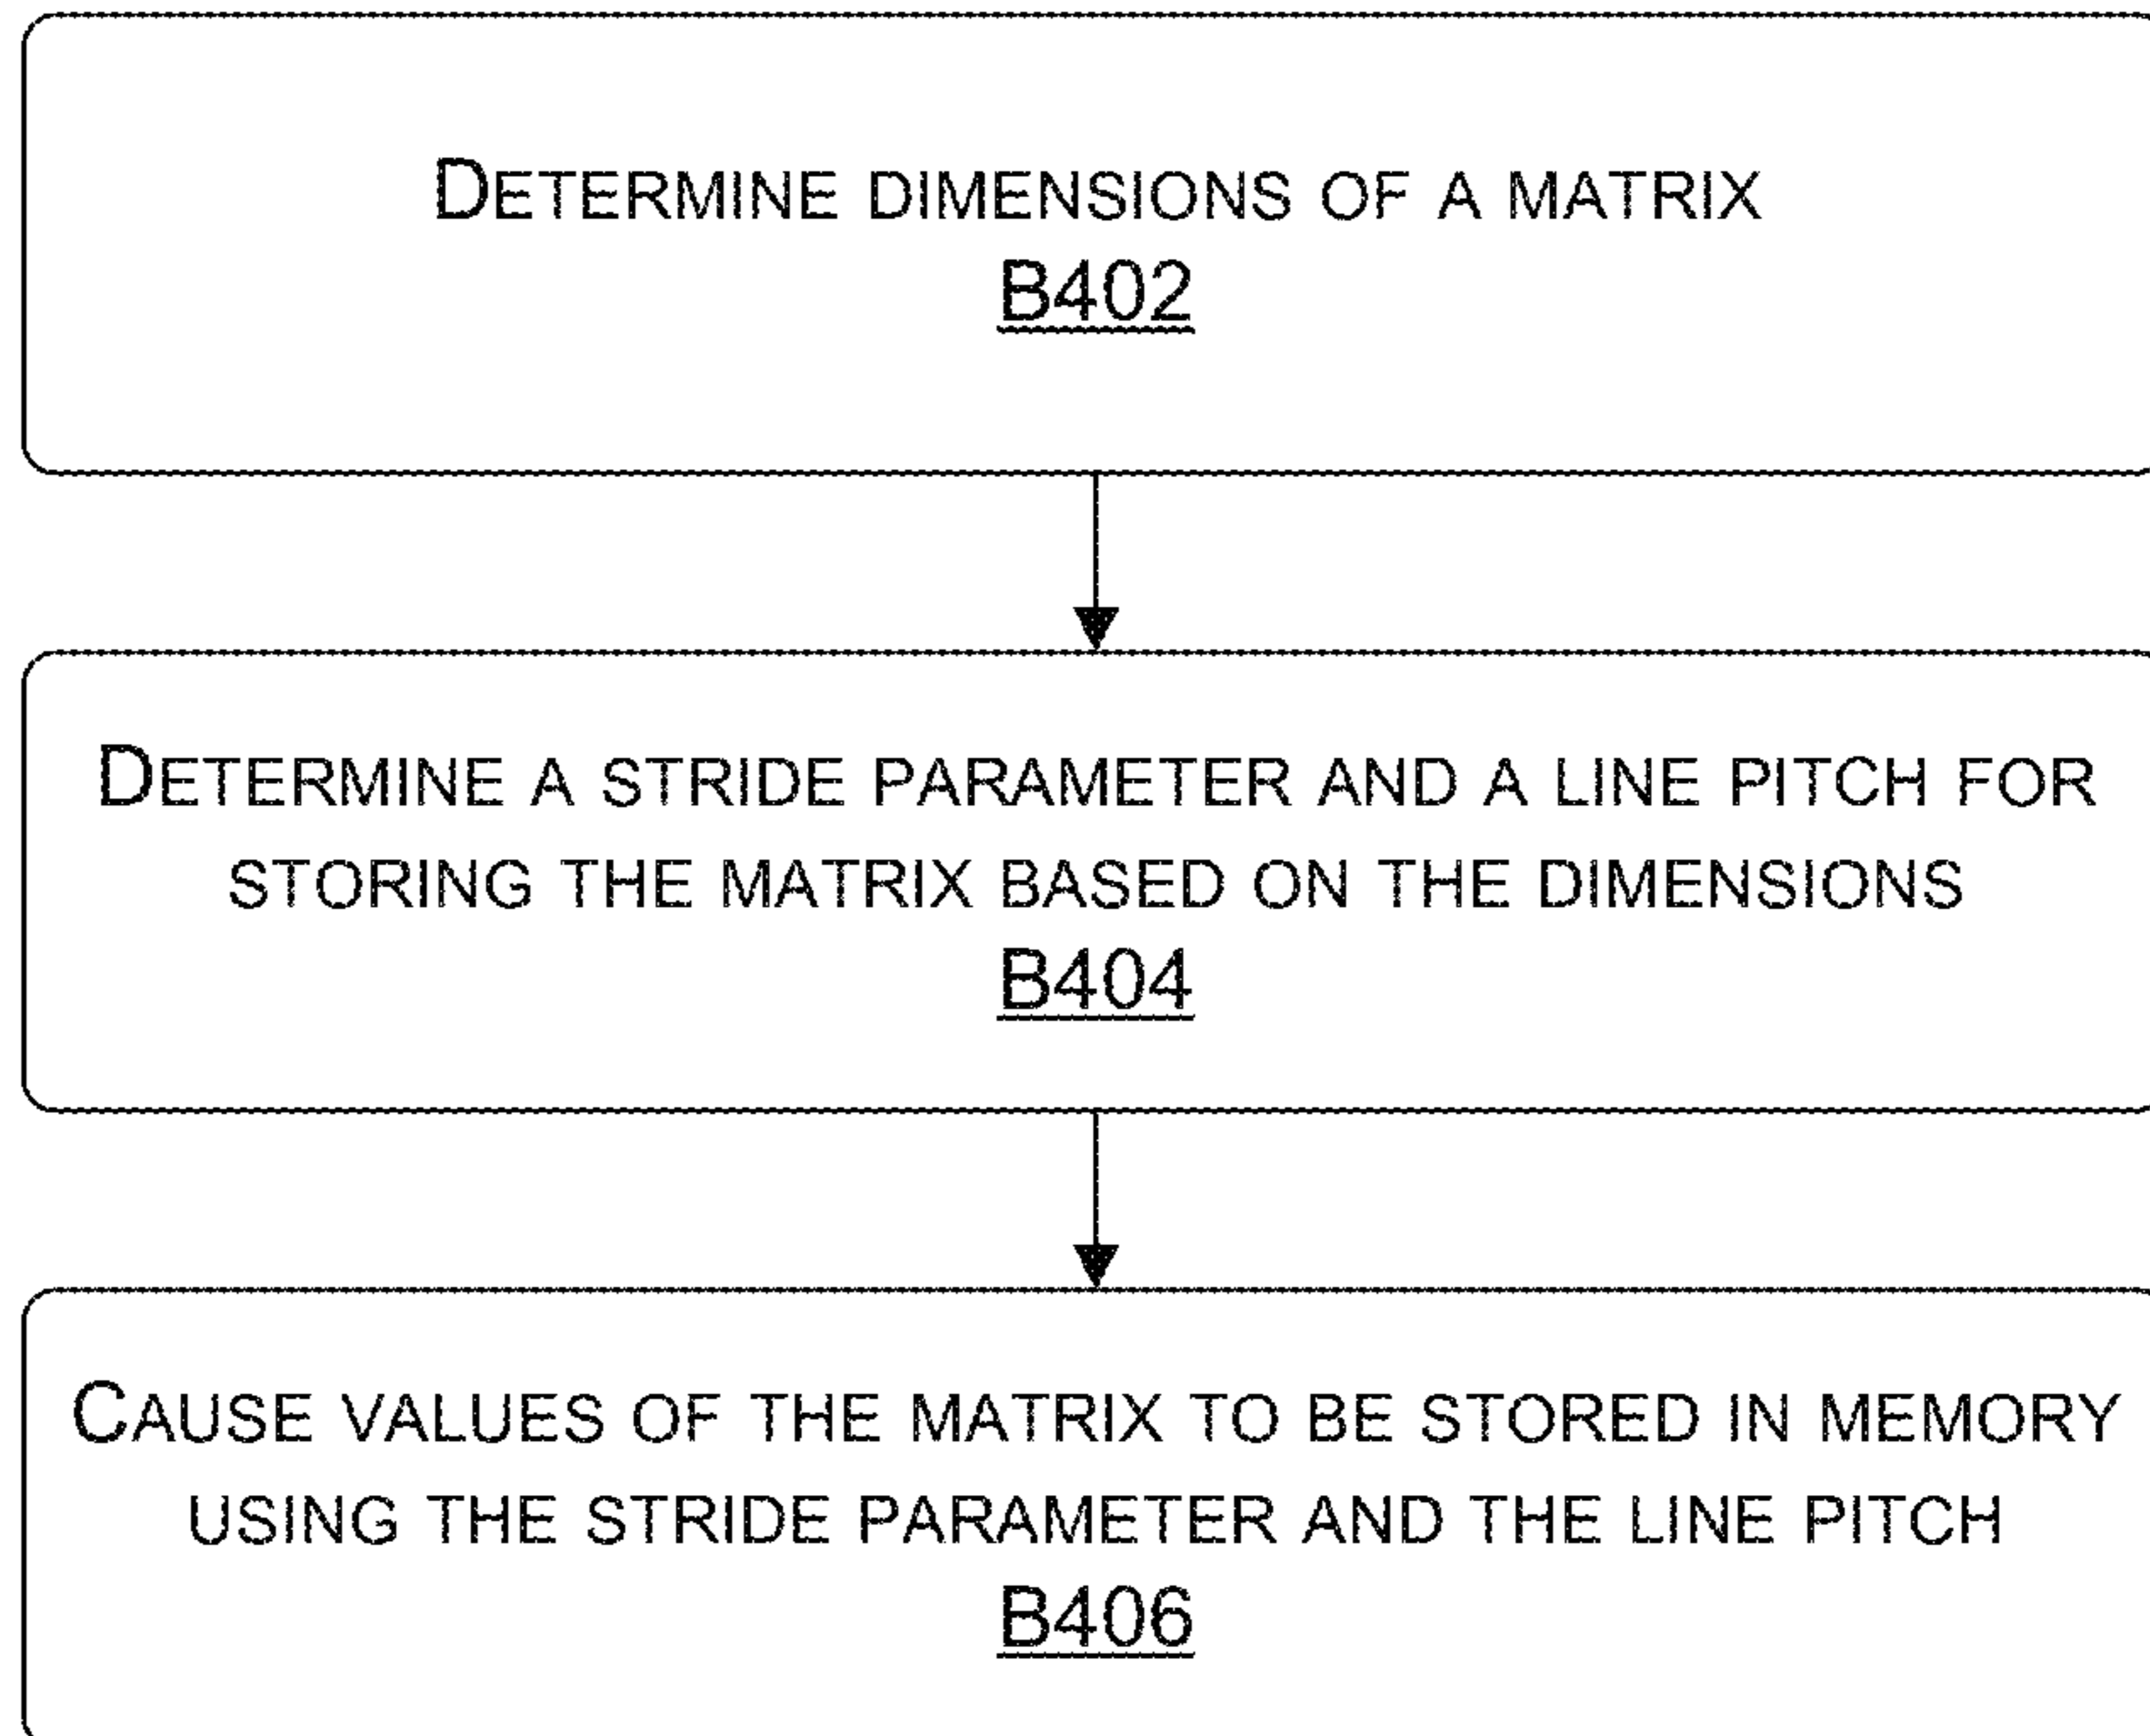 DETERMINE DIMENSIONS OF A MATRIX
B402
DETERMINE A STRIDE PARAMETER AND A LINE PITCH FOR
STORING THE MATRIX BASED ON THE DIMENSIONS
B404
CAUSE VALUES OF THE MATRIX TO BE STORED IN MEMORY
USING THE STRIDE PARAMETER AND THE LINE PITCH
B406